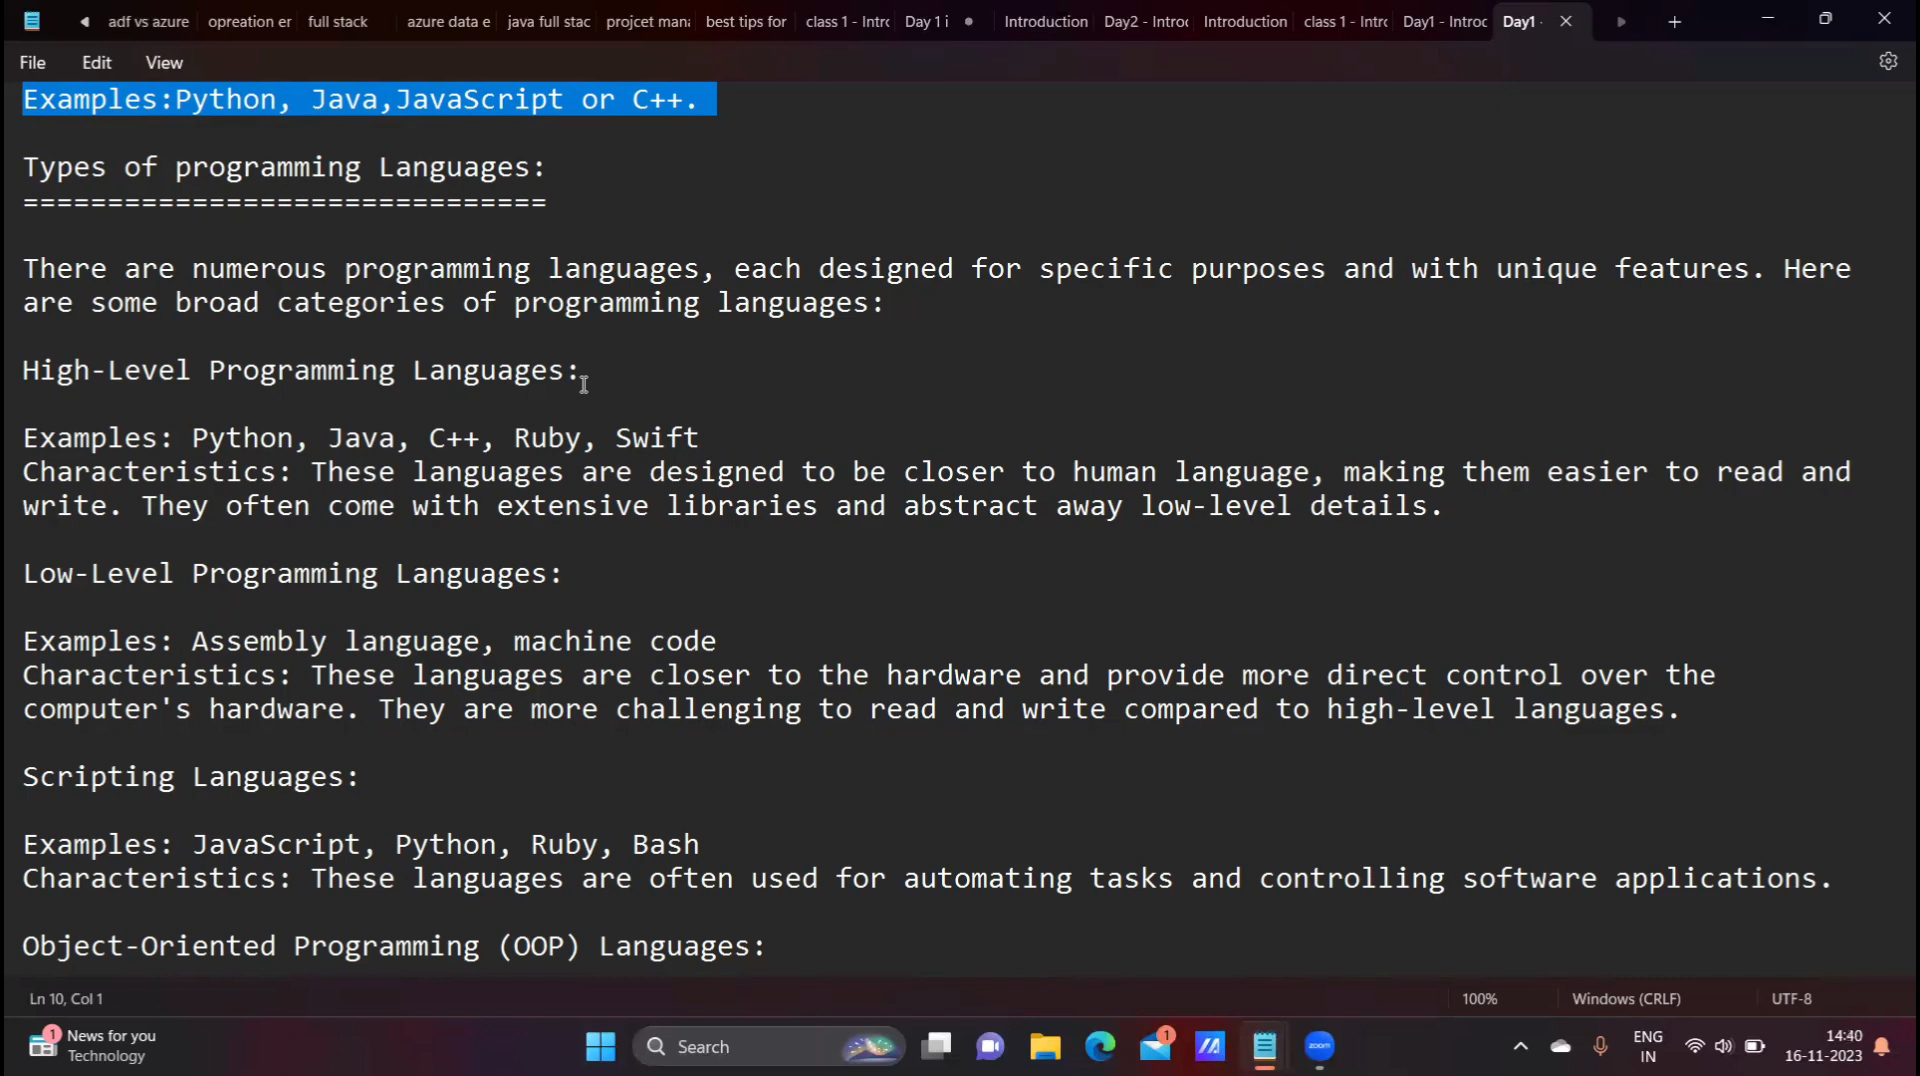 adf vs azure opreation er full stack azure data e java full stac projcet mana best tips for class 1 - Intro Day 1 i Introduction Day2 - Introd Introduction class 1 - Intro Day1 - Introd Day1 -
File Edit View
Examples:Python, Java,JavaScript or C++.
Types of programming Languages:
===============================
There are numerous programming languages, each designed for specific purposes and with unique features. Here
are some broad categories of programming languages:
High-Level Programming Languages:
Examples: Python, Java, C++, Ruby, Swift
Characteristics: These languages are designed to be closer to human language, making them easier to read and
write. They often come with extensive libraries and abstract away low-level details.
Low-Level Programming Languages:
Examples: Assembly language, machine code
Characteristics: These languages are closer to the hardware and provide more direct control over the
computer's hardware. They are more challenging to read and write compared to high-level languages.
Scripting Languages:
Examples: JavaScript, Python, Ruby, Bash
Characteristics: These languages are often used for automating tasks and controlling software applications.
Object-Oriented Programming (OOP) Languages:
Ln 10, Col 1 100% Windows (CRLF) UTF-8
1 News for you
Technology
Search
1
zoom
ENG
IN
14:40
16-11-2023